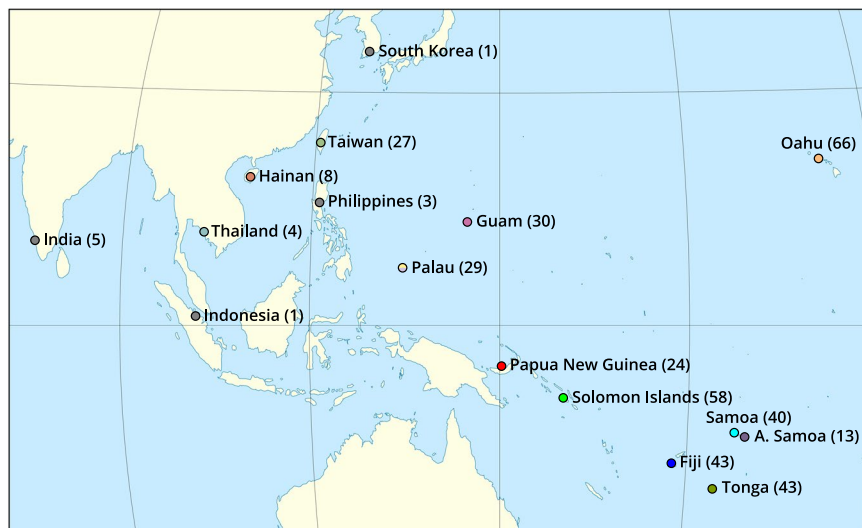 South Korea (1)
Taiwan (27)
Oahu (66)
Hainan (8)
Philippines (3)
Guam (30)
Thailand (4)
India (5)
Palau (29)
Indonesia (1)
Papua New Guinea (24)
Solomon Islands (58)
Samoa (40)
A. Samoa (13)
Fiji (43)
Tonga (43)